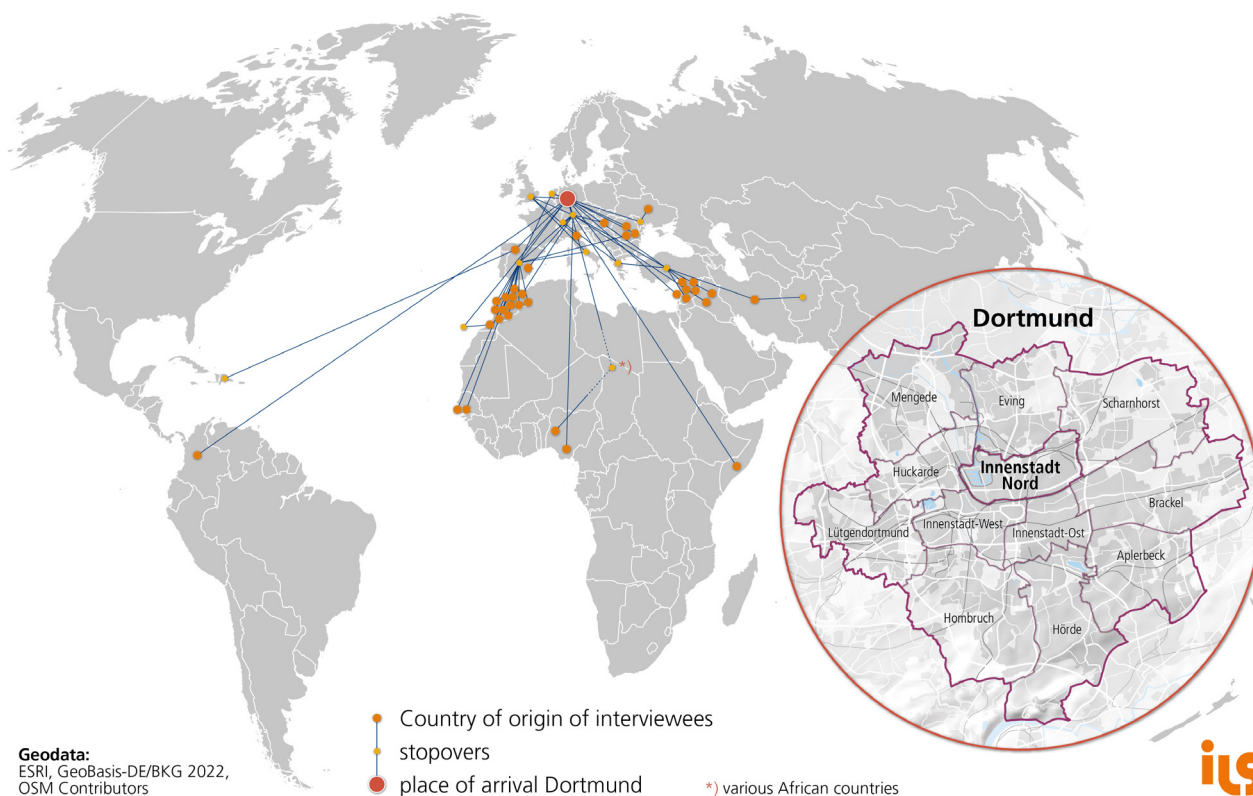 *)
Dortmund
Mengede
Eving
Scharnhorst
Huckarde
Innenstadt
Nord
Brackel
Lütgendortmund
Innenstadt-West
Innenstadt-Ost
Aplerbeck
Hombruch
Hörde
Country of origin of interviewees
stopovers
place of arrival Dortmund
*) various African countries
Geodata:
ESRI, GeoBasis-DE/BKG 2022,
OSM Contributors
ils